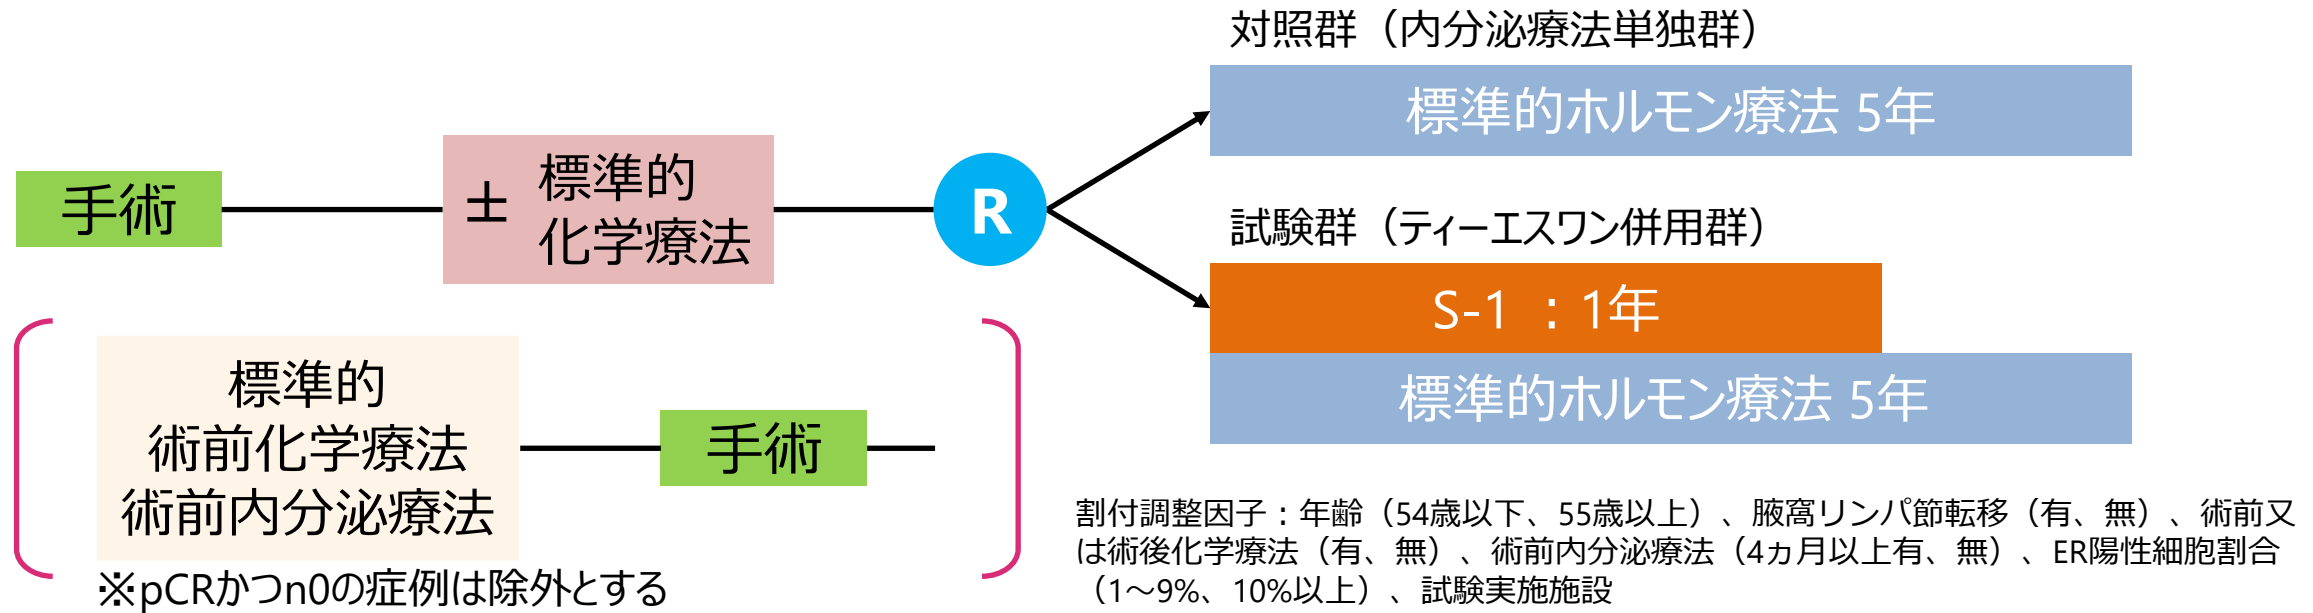 対照群（内分泌療法単独群）
標準的ホルモン療法 5年
手術
± 標準的
化学療法
R
試験群（ティーエスワン併用群）
S-1 ：1年
標準的ホルモン療法 5年
標準的
術前化学療法
術前内分泌療法
手術
※pCRかつn0の症例は除外とする
割付調整因子：年齢（54歳以下、55歳以上）、腋窩リンパ節転移（有、無）、術前又
は術後化学療法（有、無）、術前内分泌療法（4ヵ月以上有、無）、ER陽性細胞割合
（1～9%、10%以上）、試験実施施設